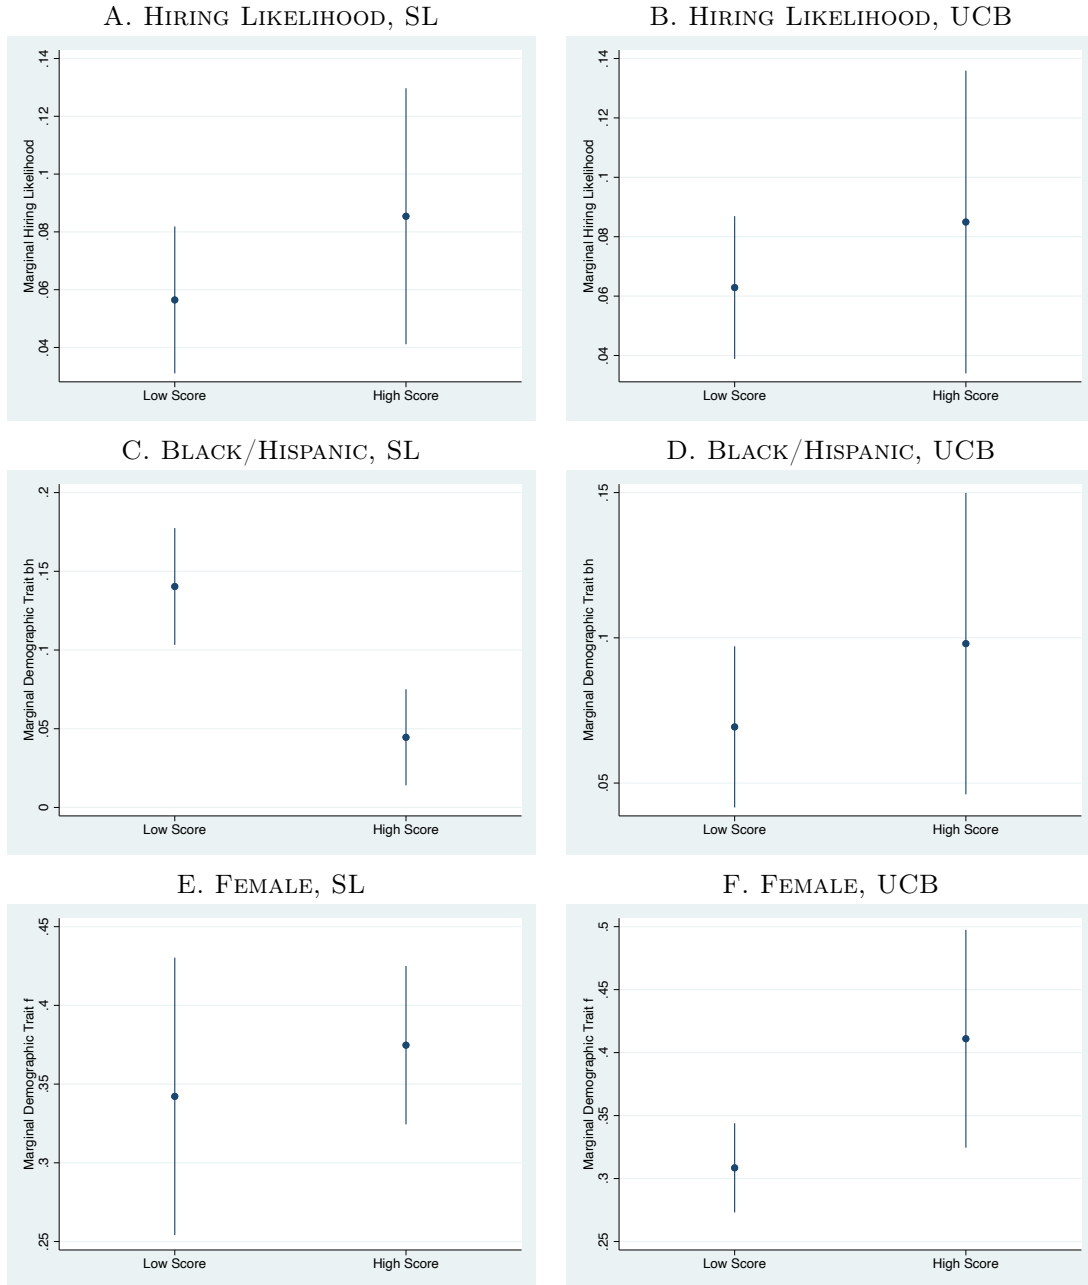 A. Hiring Likelihood, SL
Marginal Hiring Likelihood
.14
.12
.1
.08
.06
.04
Low Score
High Score
B. Hiring Likelihood, UCB
Marginal Hiring Likelihood
.14
.12
.1
.08
.06
.04
Low Score
High Score
C. Black/Hispanic, SL
Marginal Demographic Trait bh
.2
.15
.1
.05
0
Low Score
High Score
D. Black/Hispanic, UCB
Marginal Demographic Trait bh
.15
.1
.05
Low Score
High Score
E. Female, SL
Marginal Demographic Trait f
.45
.4
.35
.3
.25
Low Score
High Score
F. Female, UCB
Marginal Demographic Trait f
.5
.45
.4
.35
.3
.25
Low Score
High Score